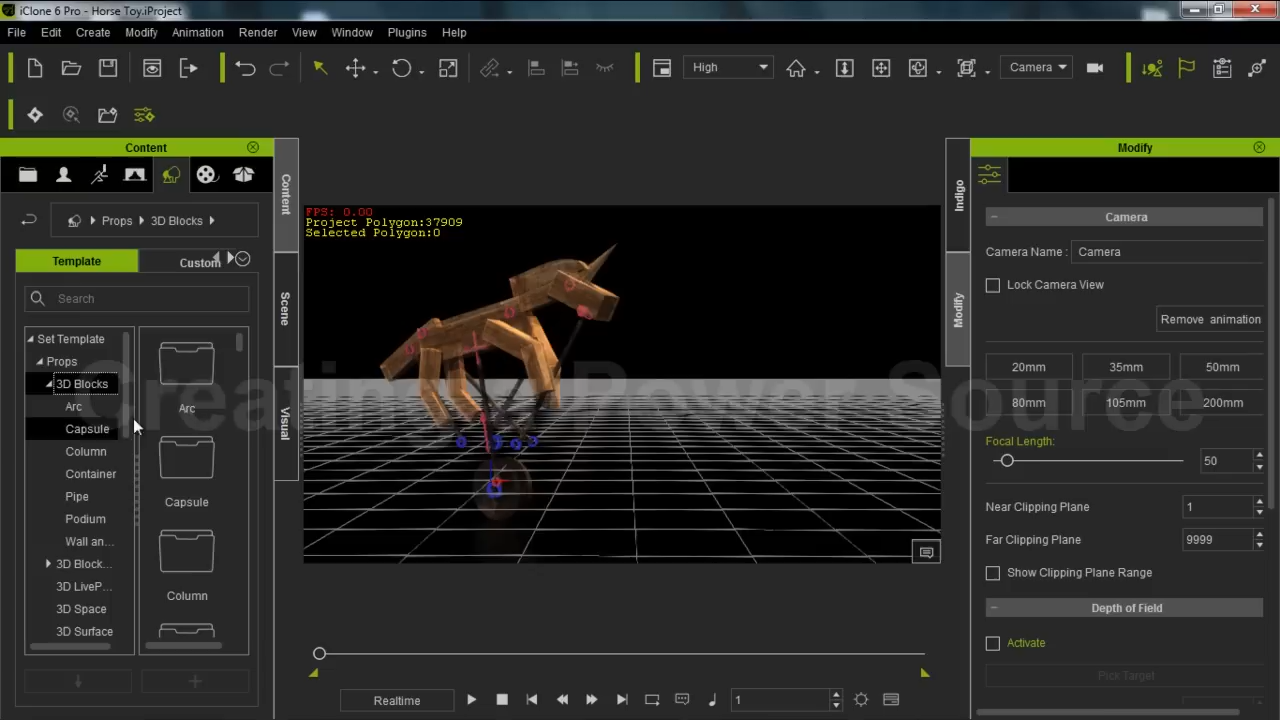 iClone 6 Pro - Horse Toy.iProject
File Edit Create Modify Animation Render View Window Plugins Help
High
Camera
Content
Modify
Props 3D Blocks
Template
Custom
Search
Set Template
Props
3D Blocks
Arc
Capsule
Column
Container
Pipe
Podium
Wall an...
3D Block...
3D LiveP...
3D Space
3D Surface
Arc
Capsule
Column
Content
Scene
Visual
FPS: 0.00
Project Polygon:37909
Selected Polygon:0
Creating Power Source
Realtime
1
Indigo
Modify
Camera
Camera Name : Camera
Lock Camera View
Remove animation
20mm 35mm 50mm
80mm 105mm 200mm
Focal Length:
50
Near Clipping Plane 1
Far Clipping Plane 9999
Show Clipping Plane Range
Depth of Field
Activate
Pick Target